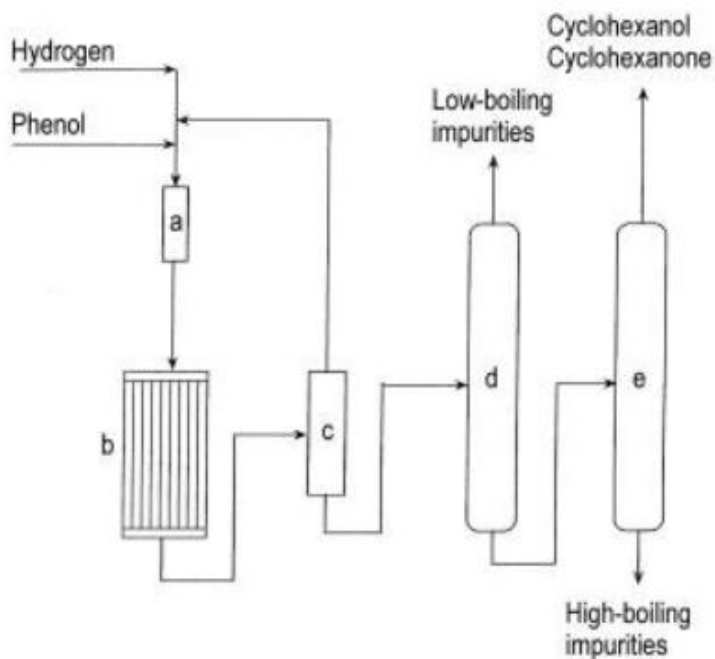 Hydrogen
Phenol
Cyclohexanol
Cyclohexanone
Low-boiling
impurities
a
b
c
d
e
High-boiling
impurities